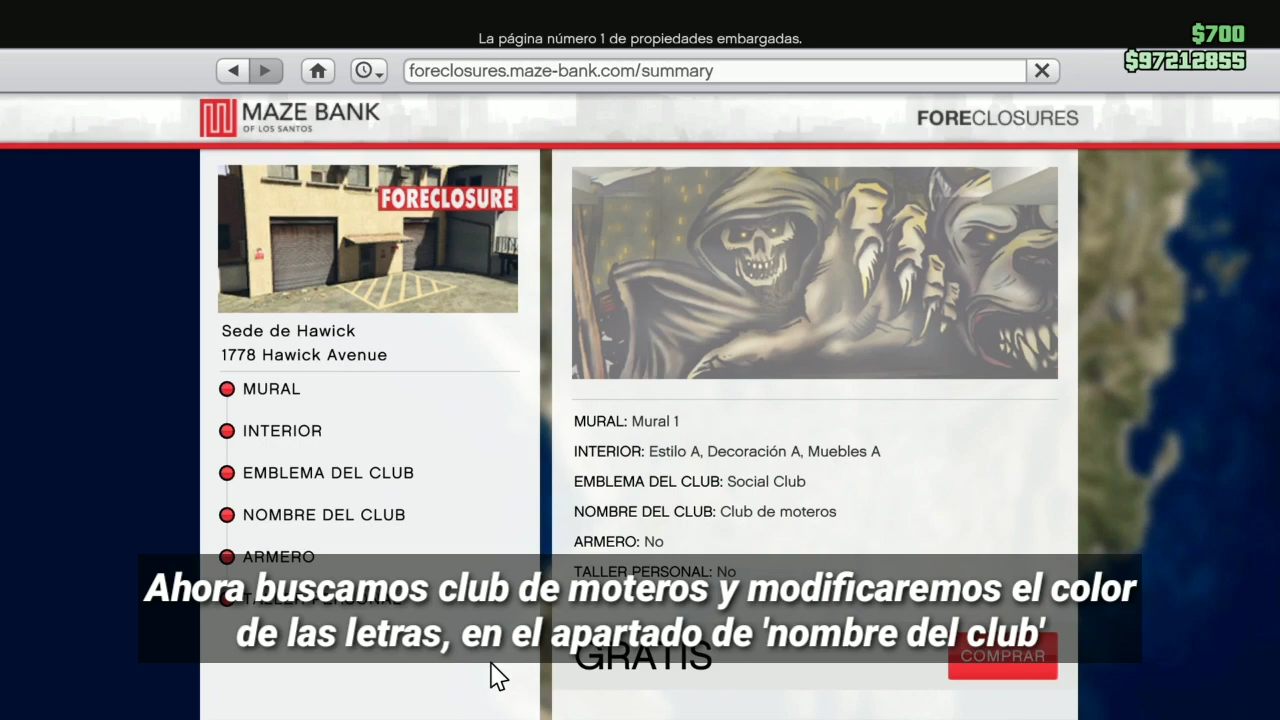 La página número 1 de propiedades embargadas.
$700
$97212855
foreclosures.maze-bank.com/summary
MAZE BANK
OF LOS SANTOS
FORECLOSURES
FORECLOSURE
Sede de Hawick
1778 Hawick Avenue
MURAL
INTERIOR
EMBLEMA DEL CLUB
NOMBRE DEL CLUB
ARMERO
MURAL: Mural 1
INTERIOR: Estilo A, Decoración A, Muebles A
EMBLEMA DEL CLUB: Social Club
NOMBRE DEL CLUB: Club de moteros
ARMERO: No
TALLER PERSONAL: No
GRATIS
COMPRAR
Ahora buscamos club de moteros y modificaremos el color
de las letras, en el apartado de 'nombre del club'